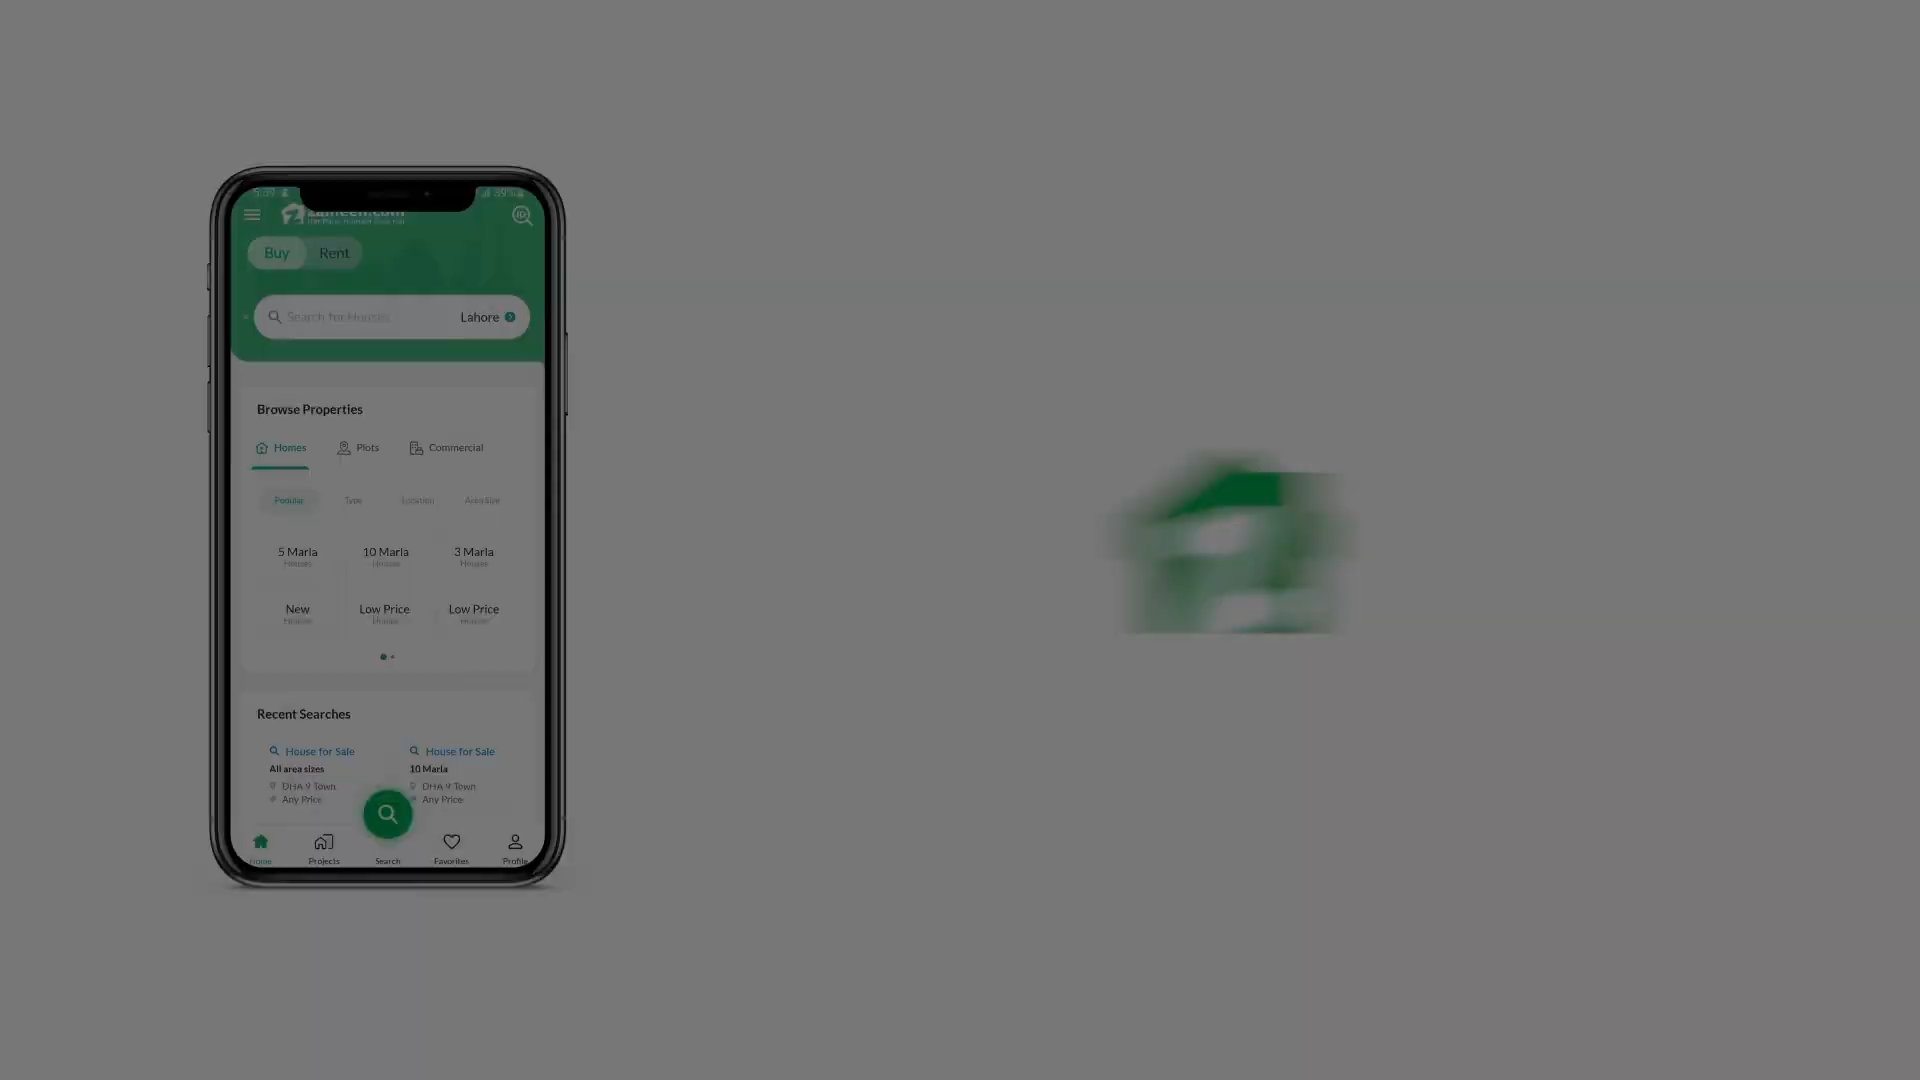 zameen.com
Buy Rent
Search for Houses Lahore
Browse Properties
Homes Plots Commercial
Popular Type Location Area Size
5 Marla 10 Marla 3 Marla
Houses Houses Houses
New Low Price Low Price
Houses Houses Houses
Recent Searches
House for Sale House for Sale
All area sizes 10 Marla
DHA 9 Town DHA 9 Town
Any Price Any Price
Home Projects Search Favorites Profile